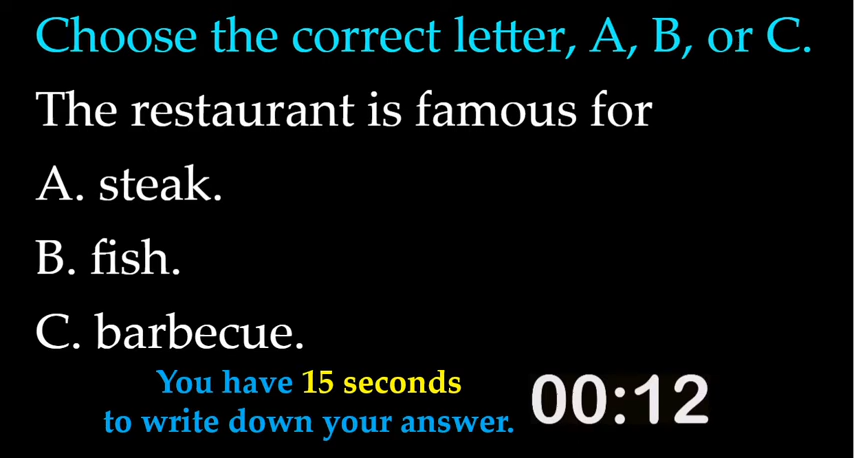 Choose the correct letter, A, B, or C.
The restaurant is famous for
A. steak.
B. fish.
C. barbecue.
You have 15 seconds
to write down your answer.
00:12